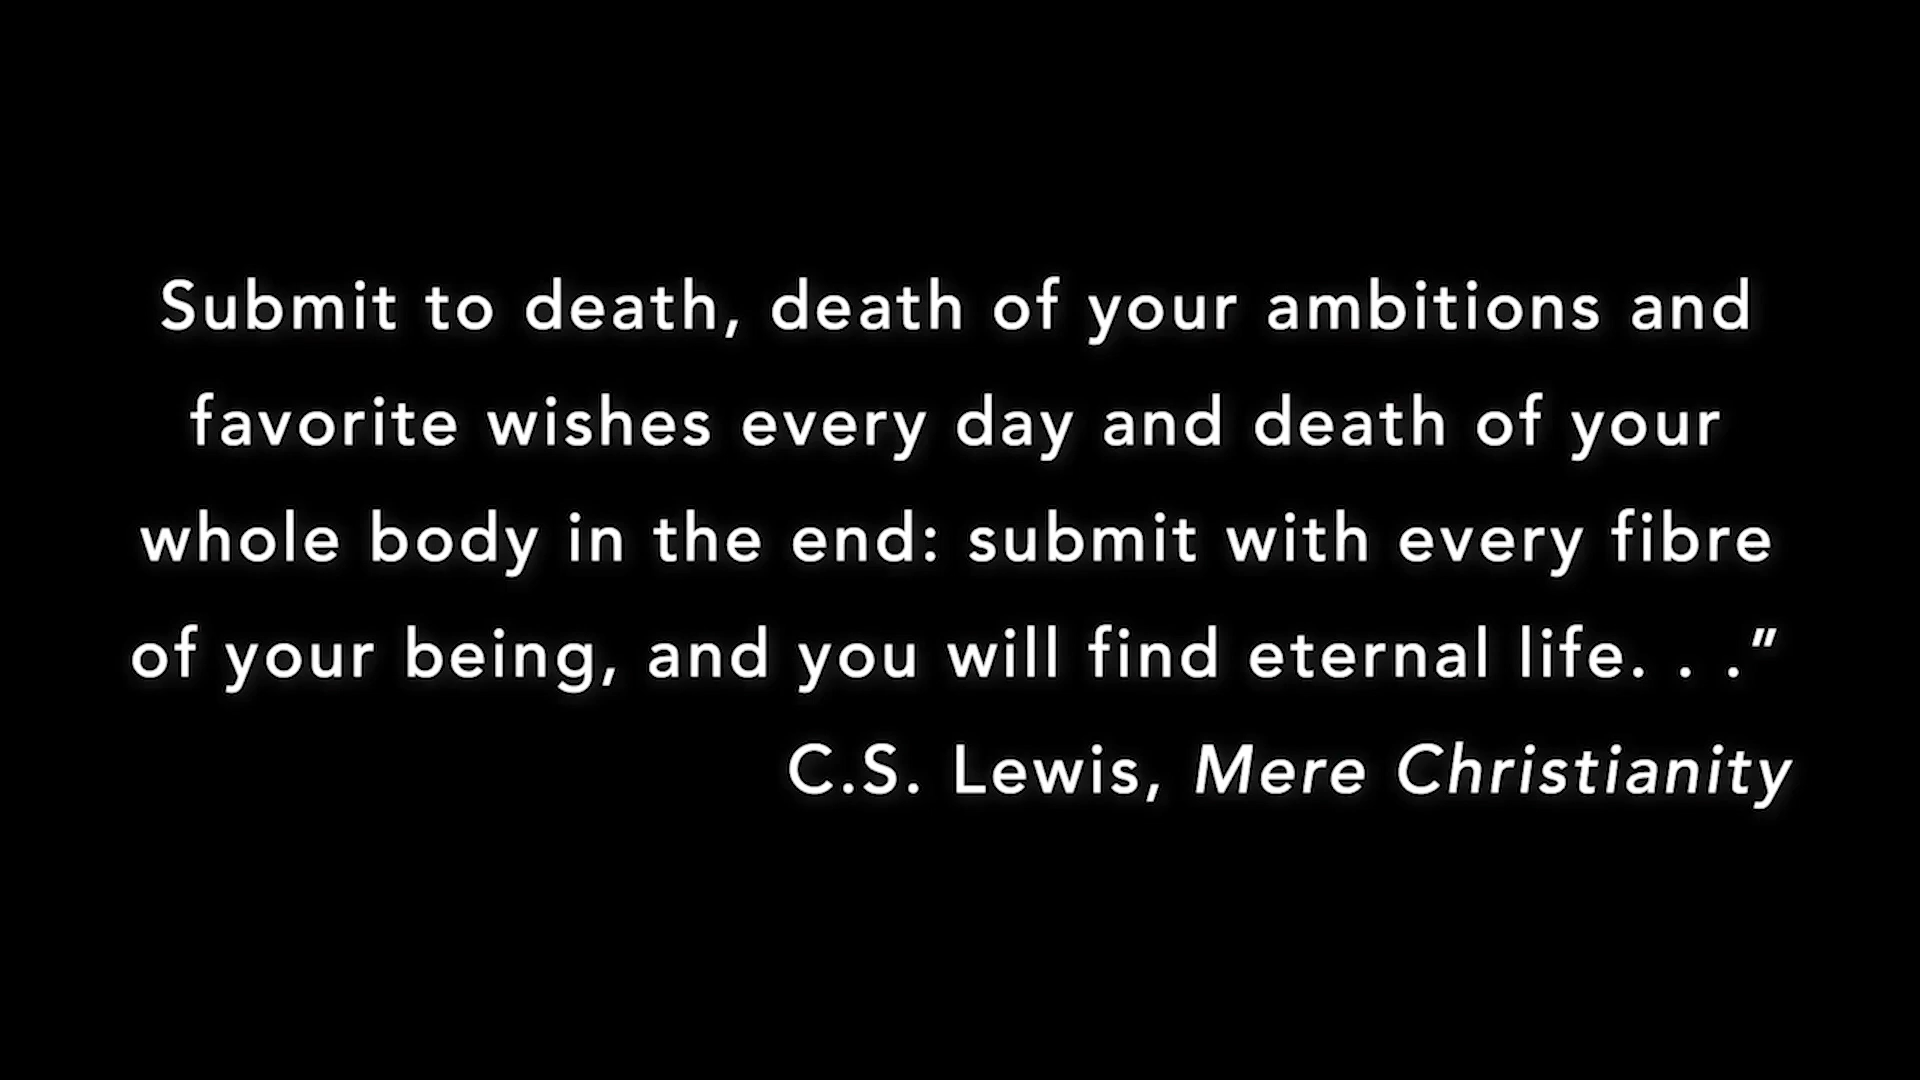 Submit to death, death of your ambitions and
favorite wishes every day and death of your
whole body in the end: submit with every fibre
of your being, and you will find eternal life. . ."
C.S. Lewis, Mere Christianity